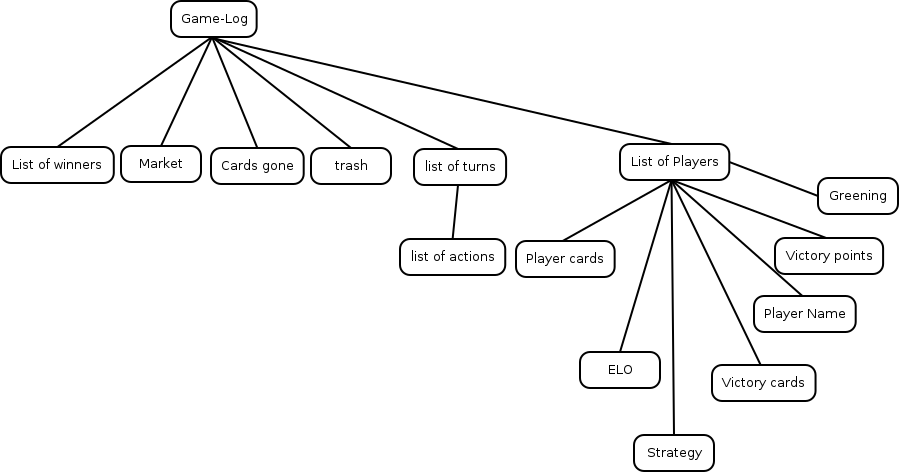 Game-Log
List of winners
Market
Cards gone
trash
list of turns
List of Players
Greening
list of actions
Player cards
Victory points
Player Name
ELO
Victory cards
Strategy